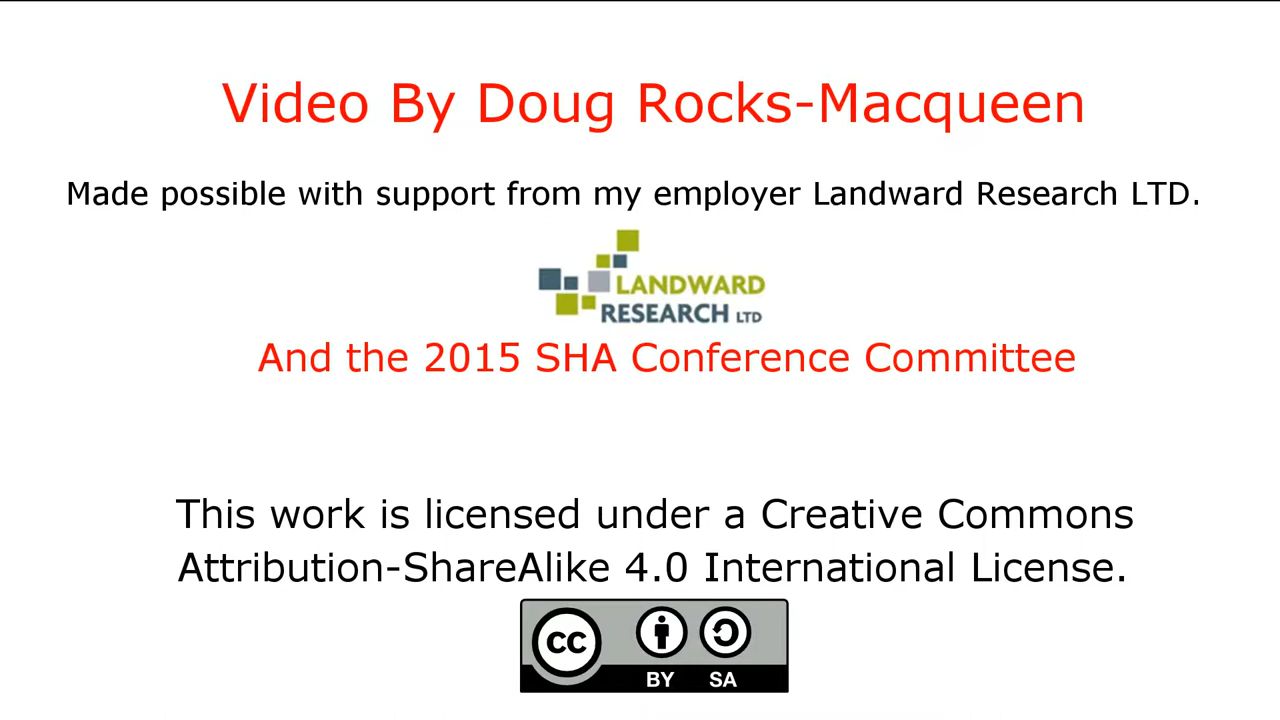 Video By Doug Rocks-Macqueen
Made possible with support from my employer Landward Research LTD.
LANDWARD
RESEARCH LTD
And the 2015 SHA Conference Committee
This work is licensed under a Creative Commons
Attribution-ShareAlike 4.0 International License.
cc
BY SA